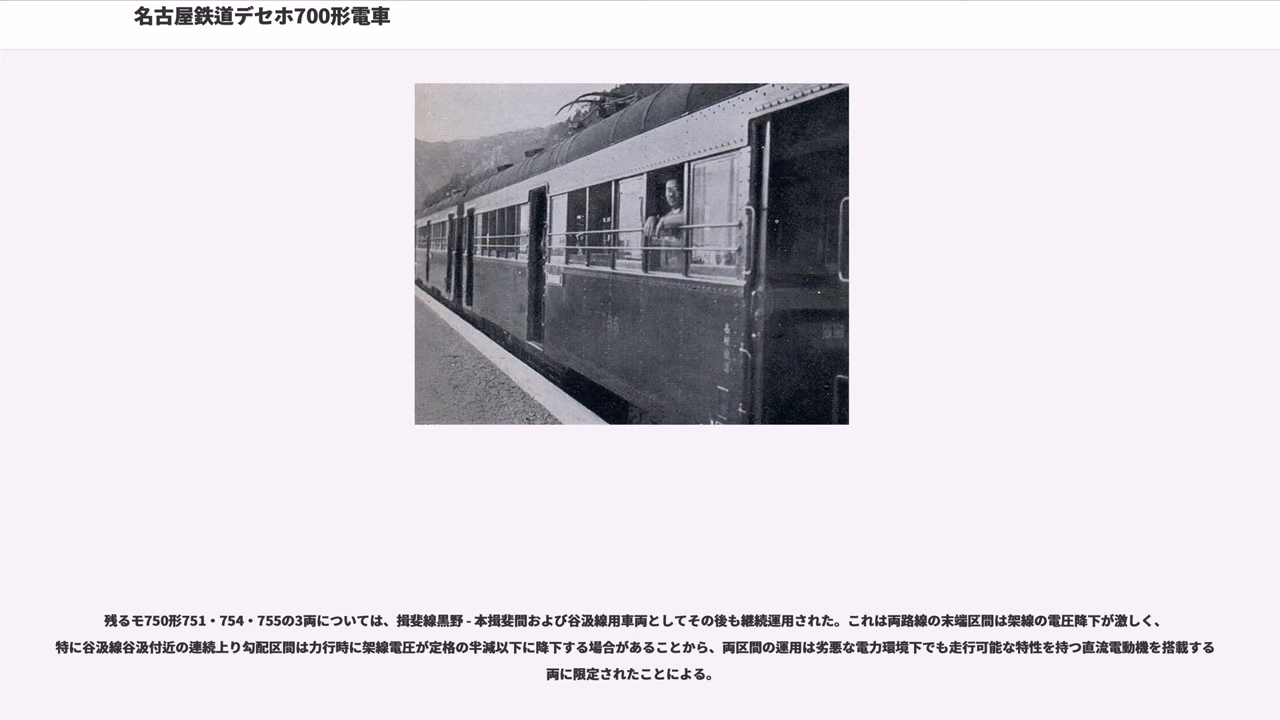 名古屋鉄道デセホ700形電車
残るモ750形751・754・755の3両については、揖斐線黒野 - 本揖斐間および谷汲線用車両としてその後も継続運用された。これは両路線の末端区間は架線の電圧降下が激しく、
特に谷汲線谷汲付近の連続上り勾配区間は力行時に架線電圧が定格の半減以下に降下する場合があることから、両区間の運用は劣悪な電力環境下でも走行可能な特性を持つ直流電動機を搭載する
両に限定されたことによる。